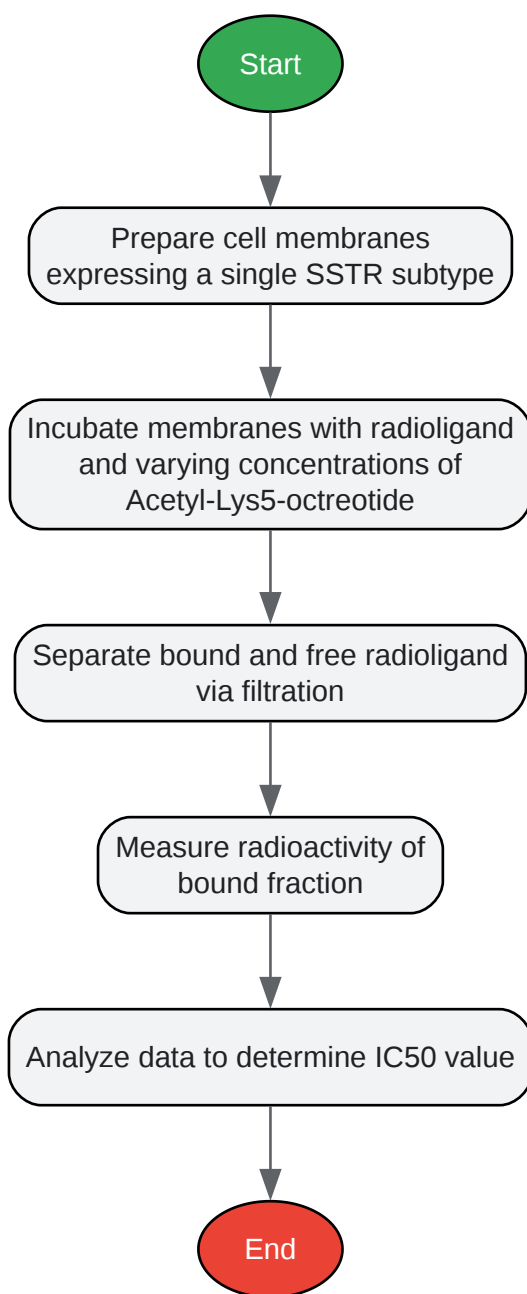 Start
Prepare cell membranes
expressing a single SSTR subtype
Incubate membranes with radioligand
and varying concentrations of
Acetyl-Lys5-octreotide
Separate bound and free radioligand
via filtration
Measure radioactivity of
bound fraction
Analyze data to determine IC50 value
End